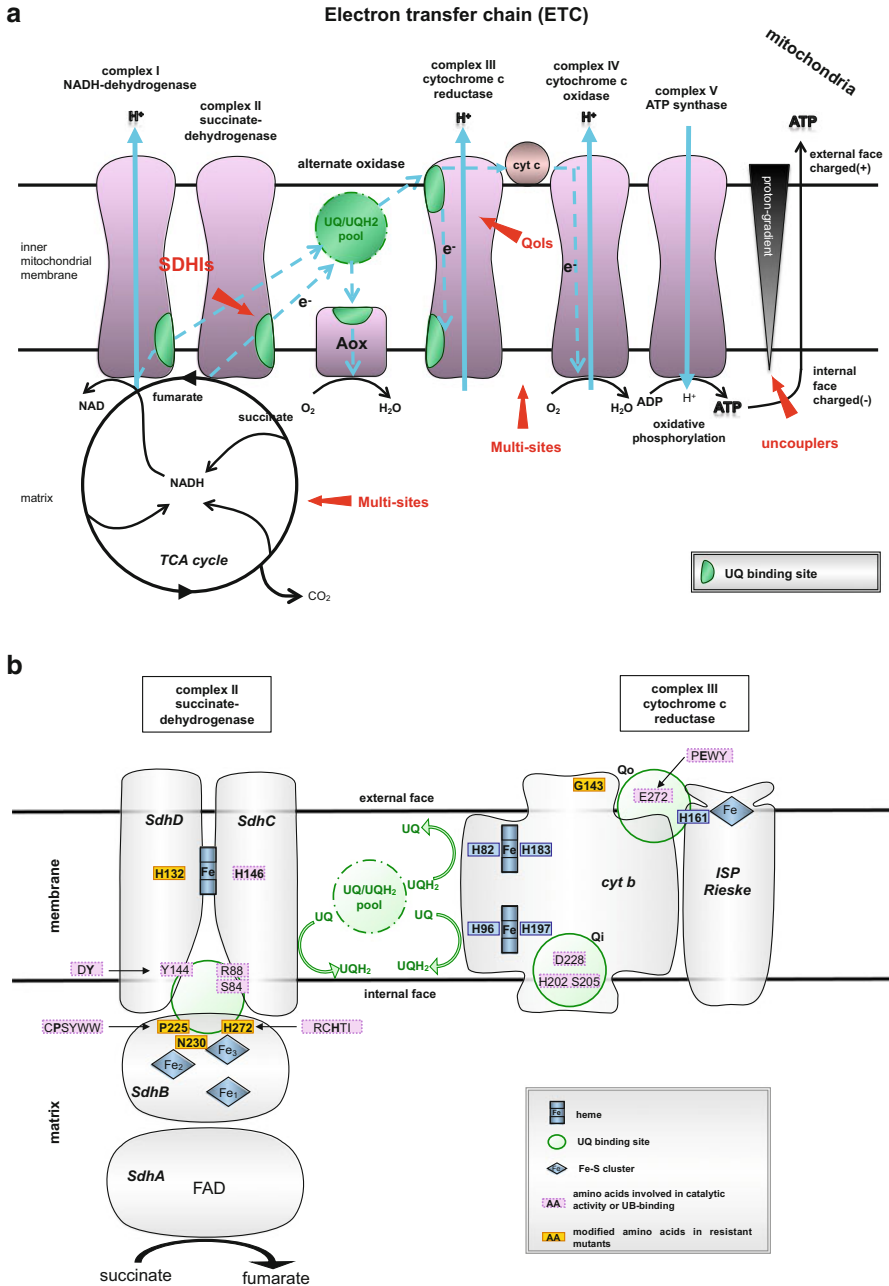 a
Electron transfer chain (ETC)
mitochondria
complex I
NADH-dehydrogenase
H+
complex II
succinate-
dehydrogenase
alternate oxidase
complex III
cytochrome c
reductase
H+
complex IV
cytochrome c
oxidase
H+
complex V
ATP synthase
ATP
external face
charged(+)
cyt c
proton-gradient
UQ/UQH2
pool
QoIs
inner
mitochondrial
membrane
SDHIs
e-
e-
e-
Aox
internal
face
charged(-)
NAD
fumarate
succinate
O2
H2O
O2
H2O
ADP
H+
ATP
oxidative
phosphorylation
Multi-sites
uncouplers
matrix
NADH
Multi-sites
TCA cycle
CO2
UQ binding site
b
complex II
succinate-
dehydrogenase
complex III
cytochrome c
reductase
PEWY
Qo
G143
E272
external face
SdhD
SdhC
H161
Fe
UQ
H82
Fe
H183
membrane
H132
Fe
H146
cyt b
ISP
Rieske
UQ/UQH2
pool
UQH2
UQ
UQ
H96
Fe
H197
Qi
DY
Y144
R88
S84
UQH2
UQH2
D228
H202 S205
internal face
CPSYWW
P225
H272
RCHTI
N230
Fe2
Fe3
Fe1
SdhB
matrix
SdhA
FAD
succinate
fumarate
Fe
heme
UQ binding site
Fe
Fe-S cluster
AA
amino acids involved in catalytic
activity or UB-binding
AA
modified amino acids in resistant
mutants